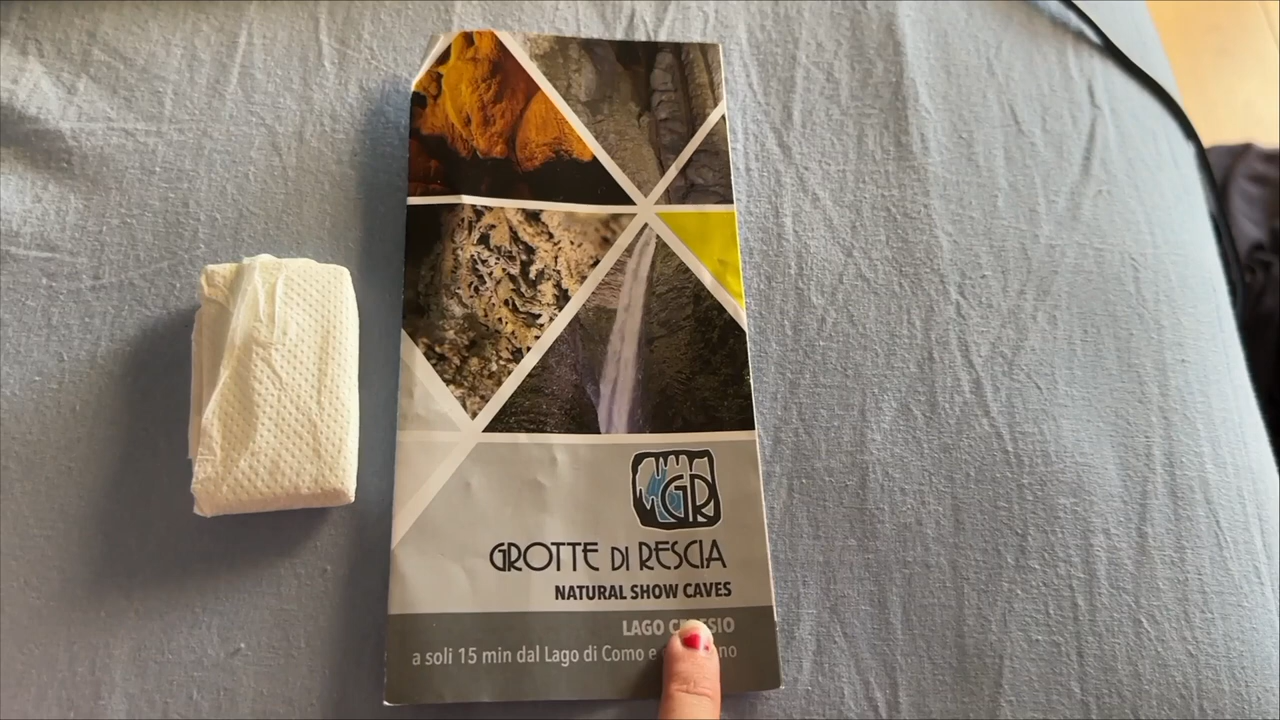 GR
GROTTE DI RESCIA
NATURAL SHOW CAVES
LAGO
a soli 15 min dal Lago di Como e